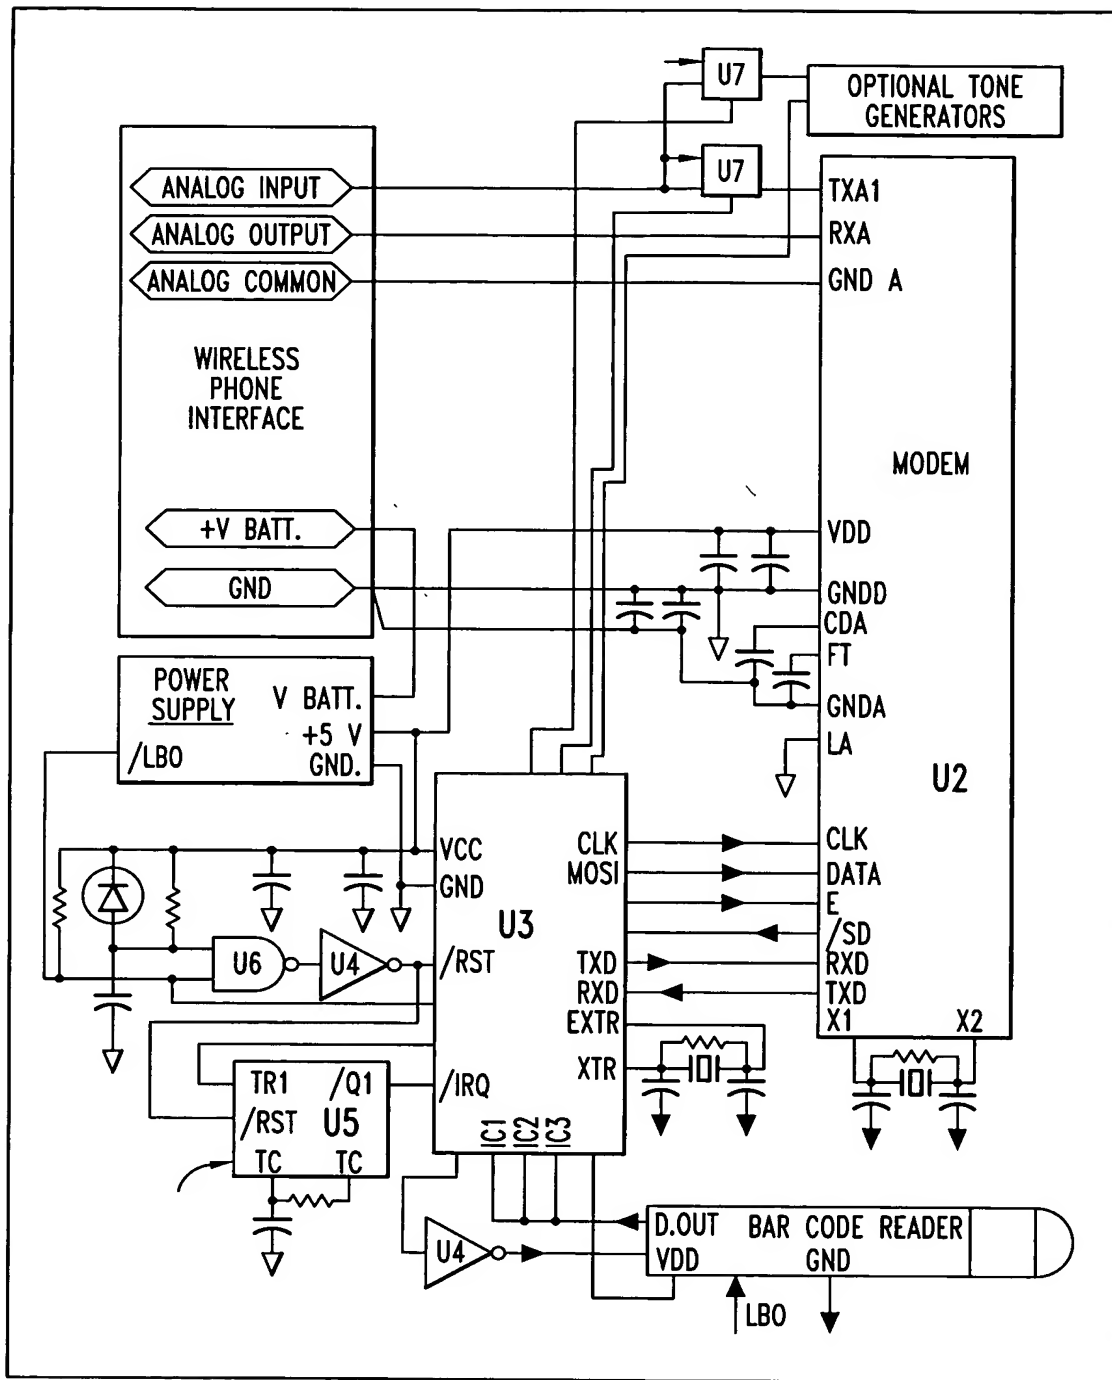 U7
OPTIONAL TONE
GENERATORS
U7
ANALOG INPUT
ANALOG OUTPUT
ANALOG COMMON
WIRELESS
PHONE
INTERFACE
+V BATT.
GND
TXA1
RXA
GND A
MODEM
VDD
GNDD
CDA
FT
GNDA
LA
U2
CLK
DATA
E
/SD
RXD
TXD
X1
X2
POWER
SUPPLY
V BATT.
+5 V
/LBO
GND.
VCC
GND
U3
/RST
/IRQ
CLK
MOSI
TXD
RXD
EXTR
XTR
IC1
IC2
IC3
U6
U4
TR1
/Q1
/RST
U5
TC
TC
U4
D.OUT
BAR CODE READER
VDD
GND
LBO